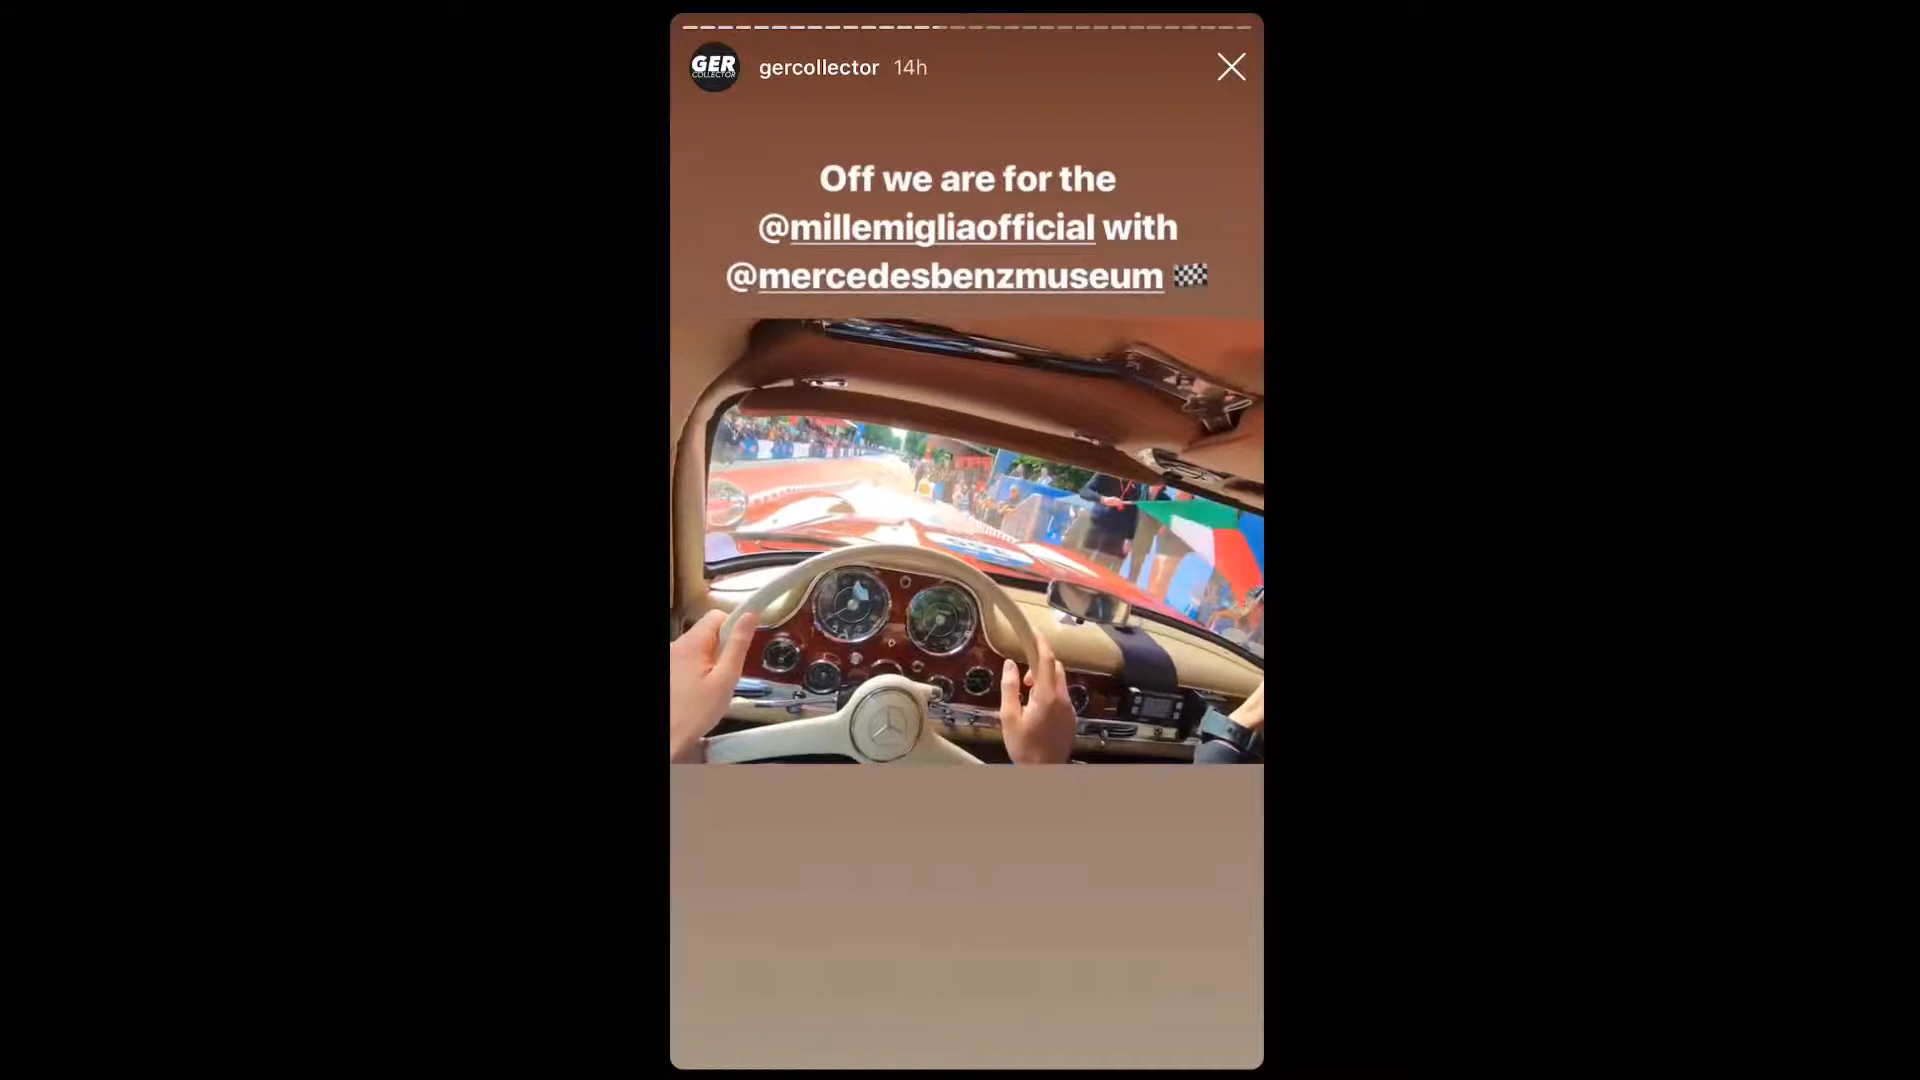 GER
COLLECTOR
gercollector 14h
Off we are for the
@millemigliaofficial with
@mercedesbenzmuseum 🏁